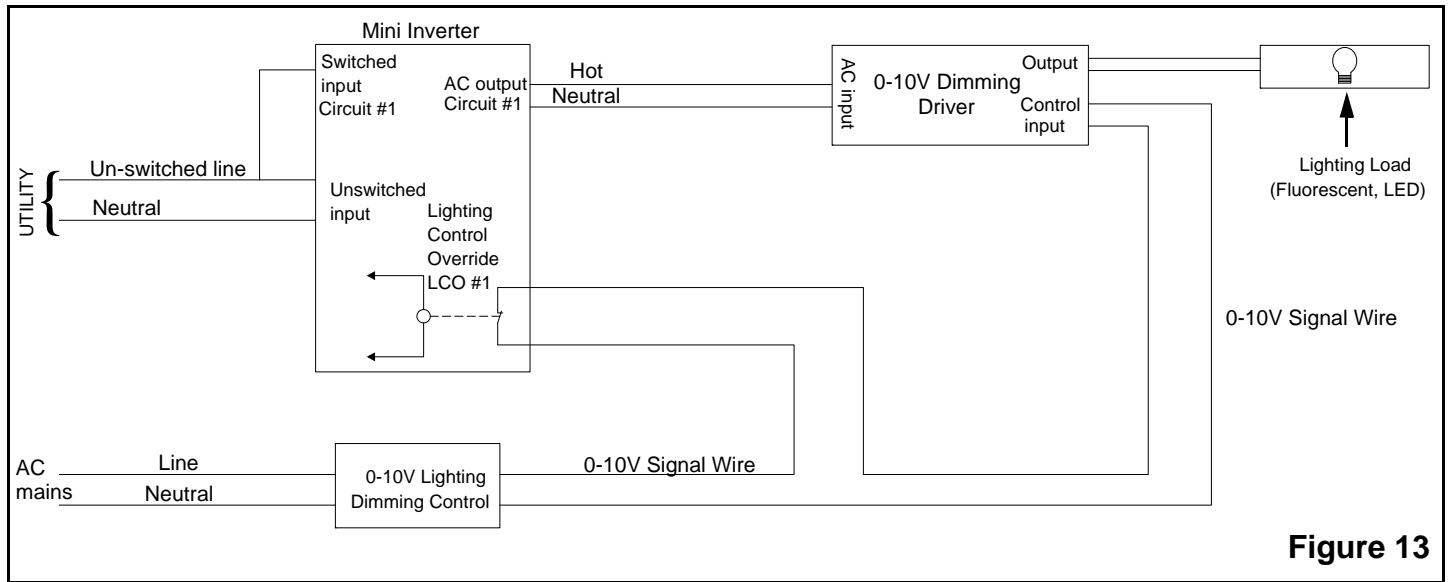 Mini Inverter
Switched
input
Circuit #1
AC output
Circuit #1
Hot
Neutral
AC input
0-10V Dimming
Driver
Output
Control
input
Lighting Load
(Fluorescent, LED)
UTILITY
{
Un-switched line
Neutral
Unswitched
input
Lighting
Control
Override
LCO #1
0-10V Signal Wire
AC
mains
Line
Neutral
0-10V Lighting
Dimming Control
0-10V Signal Wire
Figure 13